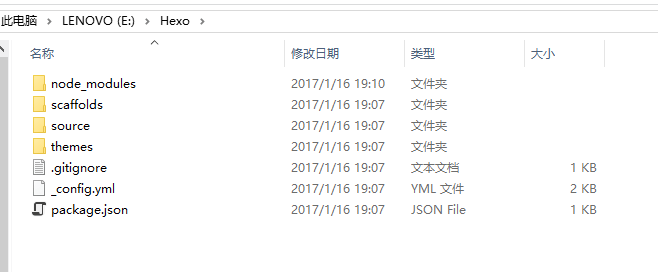 此电脑 > LENOVO (E:) > Hexo >
名称 修改日期 类型 大小
node_modules 2017/1/16 19:10 文件夹
scaffolds 2017/1/16 19:07 文件夹
source 2017/1/16 19:07 文件夹
themes 2017/1/16 19:07 文件夹
.gitignore 2017/1/16 19:07 文本文档 1 KB
_config.yml 2017/1/16 19:07 YML 文件 2 KB
package.json 2017/1/16 19:07 JSON File 1 KB